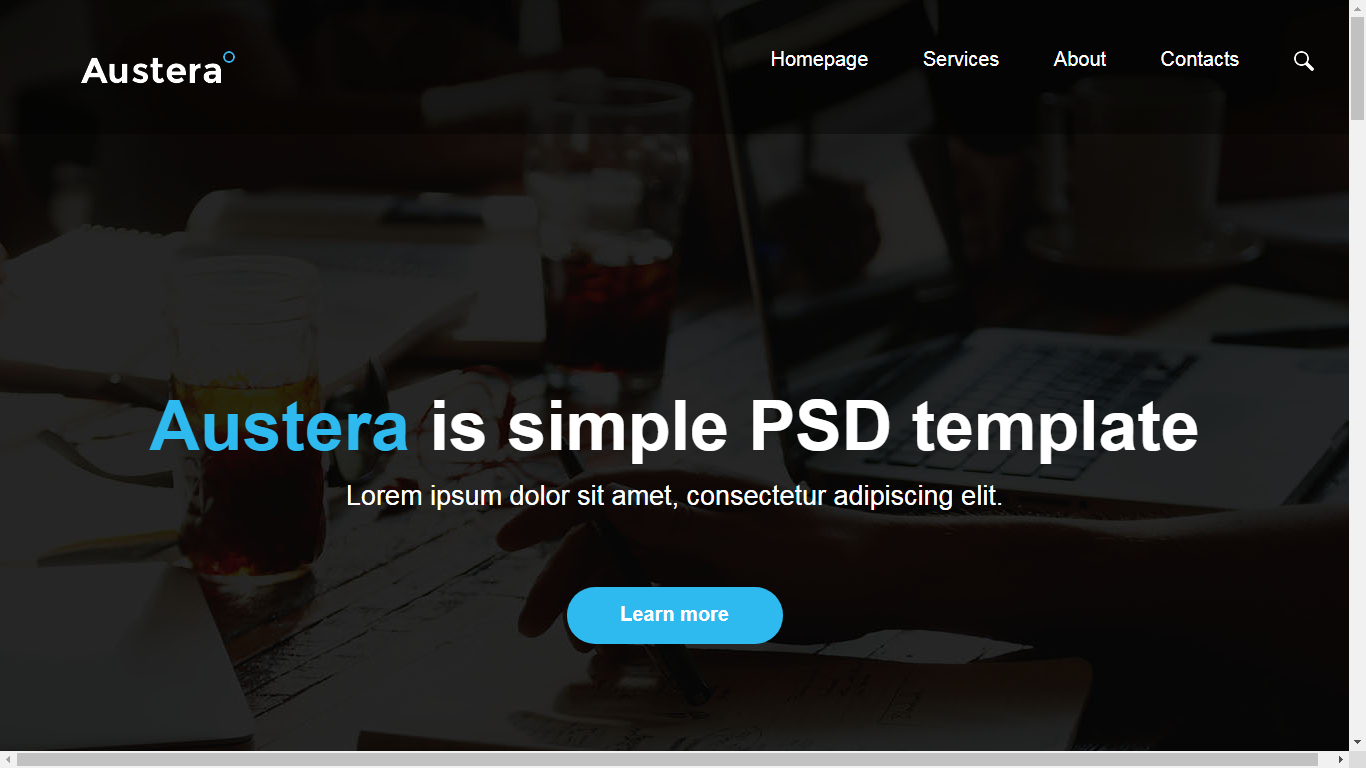 Austera
Homepage
Services
About
Contacts
Austera is simple PSD template
Lorem ipsum dolor sit amet, consectetur adipiscing elit.
Learn more